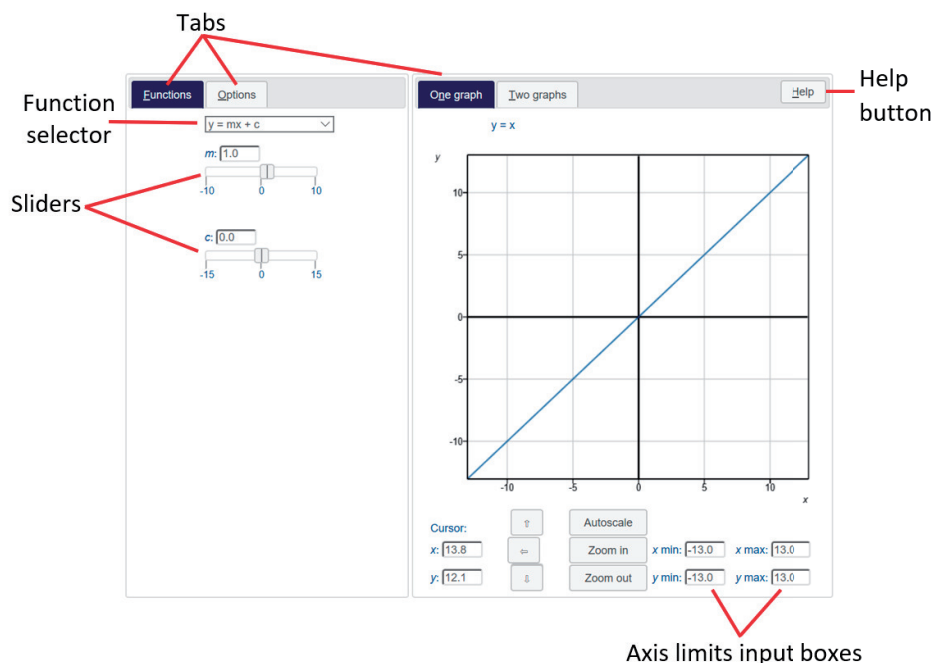 Tabs
Functions
Options
One graph
Two graphs
Help
Help
button
Function
selector
y = mx + c
y = x
m: 1.0
-10 0 10
Sliders
c: 0.0
-15 0 15
y
10
5
0
-5
-10
-10 -5 0 5 10
x
Cursor:
x: 13.8
y: 12.1
⇧
⇦
⇩
Autoscale
Zoom in
Zoom out
x min: -13.0 x max: 13.0
y min: -13.0 y max: 13.0
Axis limits input boxes